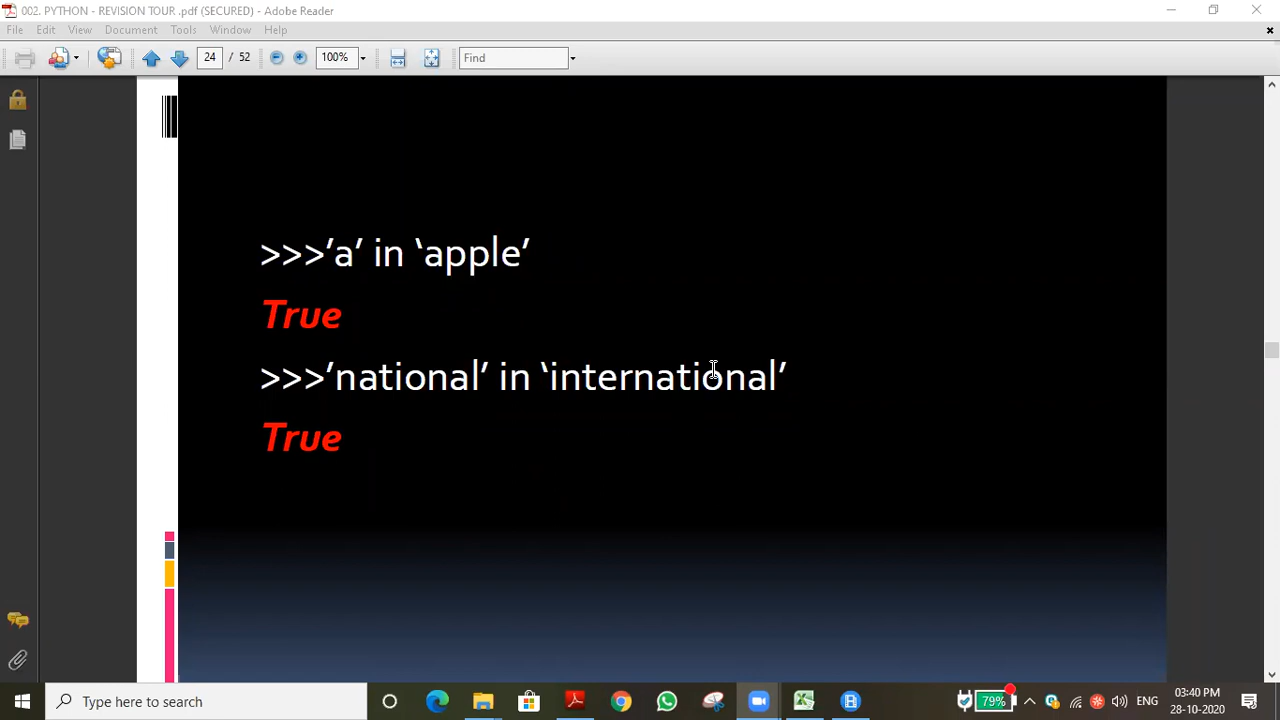 002. PYTHON - REVISION TOUR .pdf (SECURED) - Adobe Reader
File Edit View Document Tools Window Help
24 / 52 100% Find
>>>’a’ in ‘apple’
True
>>>’national’ in ‘international’
True
Type here to search
79%
ENG
03:40 PM
28-10-2020